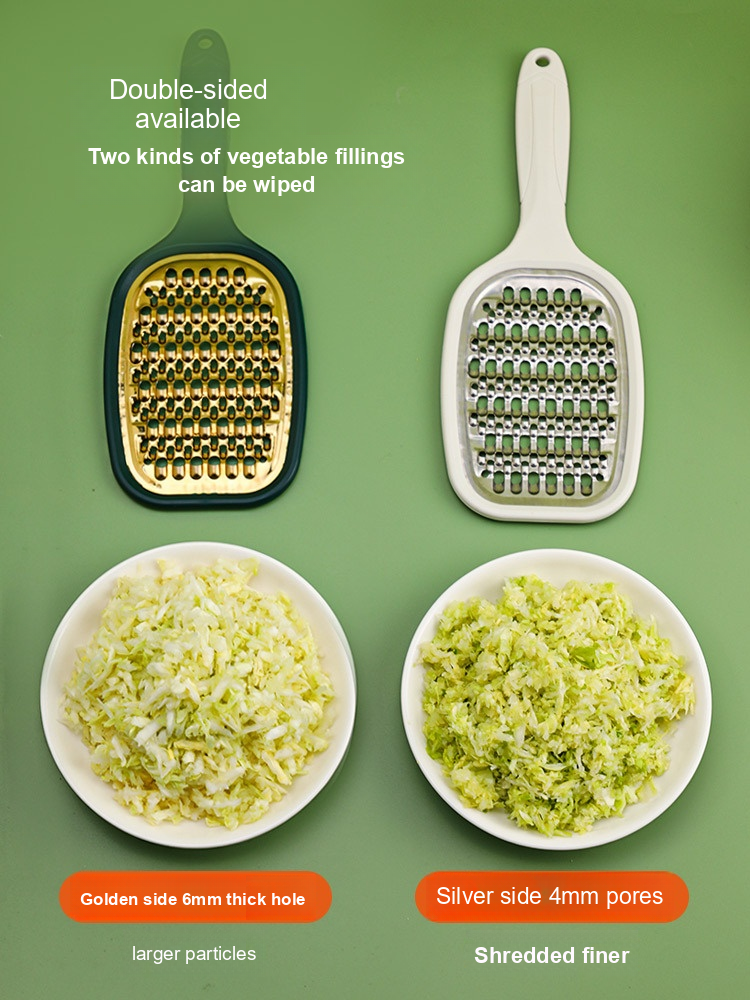 Double-sided
available
Two kinds of vegetable fillings
can be wiped
Golden side 6mm thick hole
Silver side 4mm pores
larger particles
Shredded finer